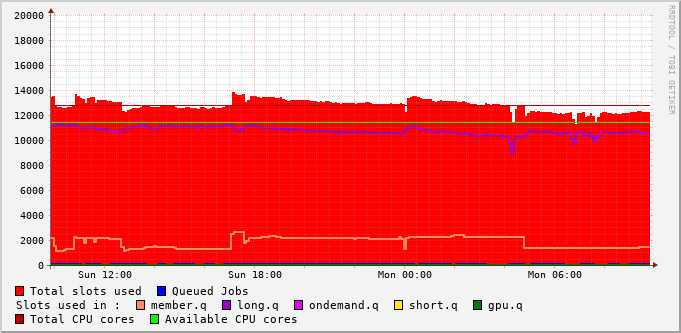 20000
18000
16000
14000
12000
10000
8000
6000
4000
2000
0
Sun 12:00 Sun 18:00 Mon 00:00 Mon 06:00
Total slots used Queued Jobs
Slots used in : member.q long.q ondemand.q short.q gpu.q
Total CPU cores Available CPU cores
RRDTOOL / TOBI OETIKER